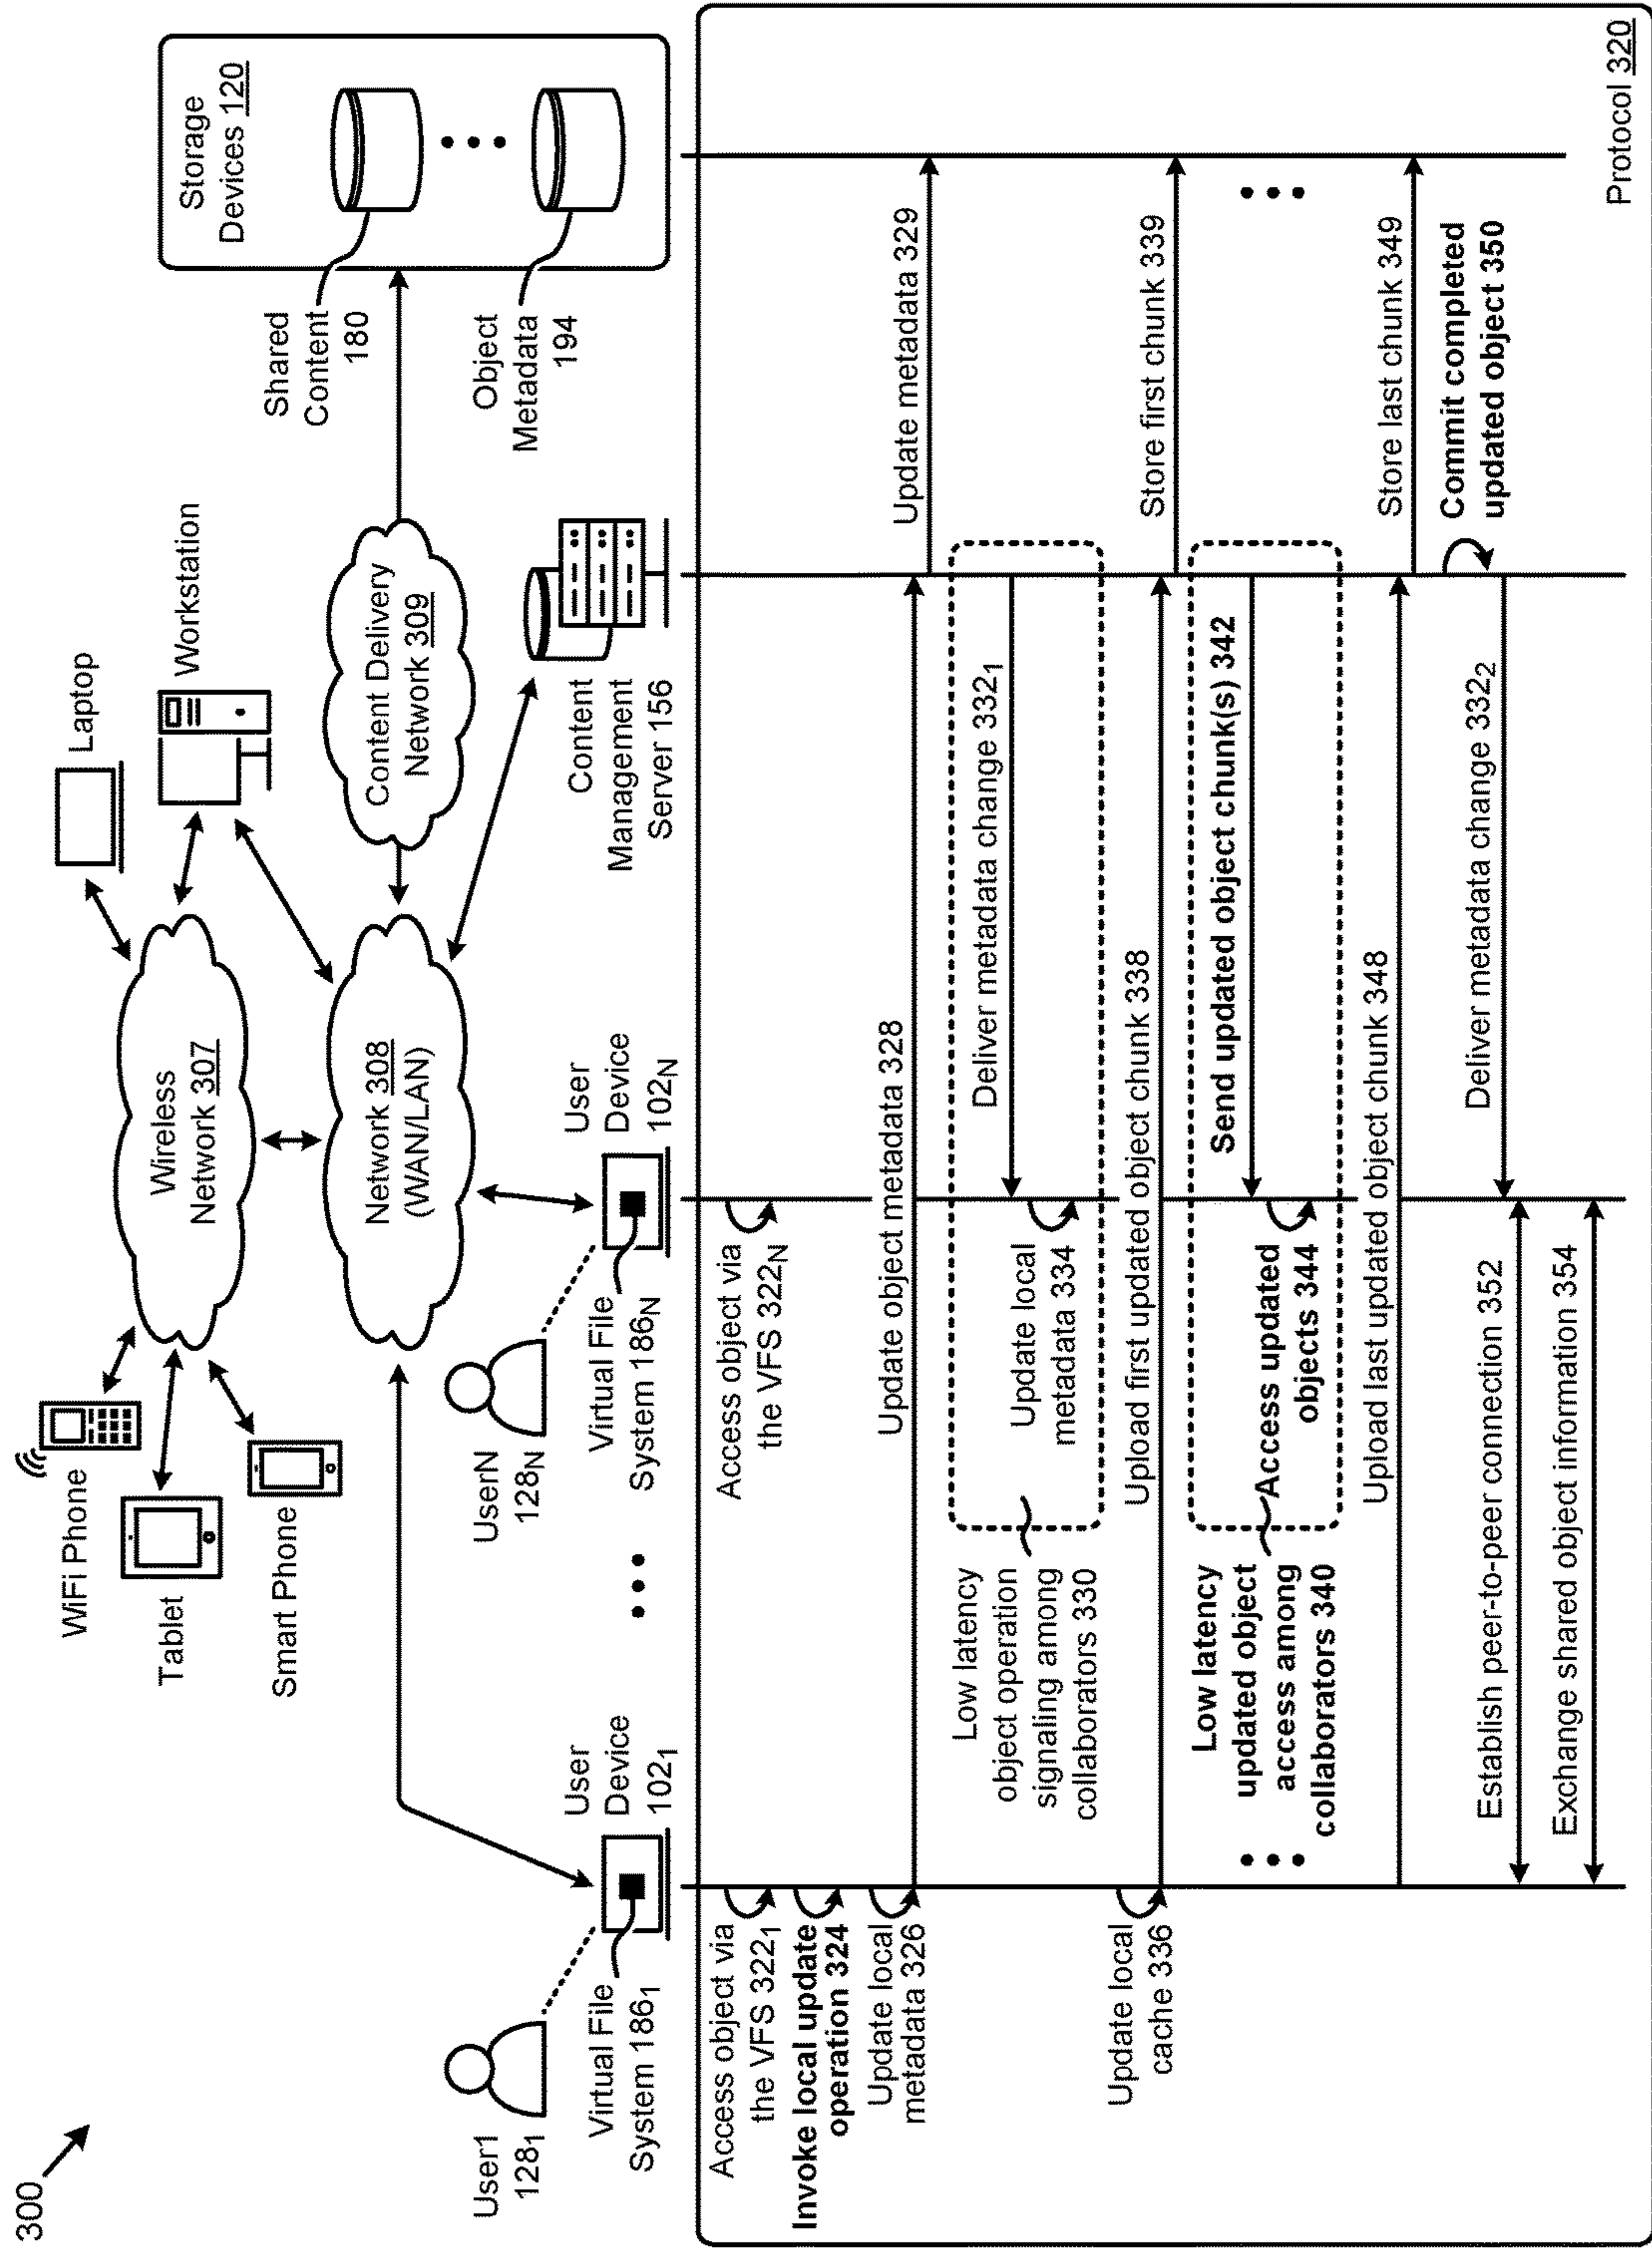 300
WiFi Phone
Tablet
Smart Phone
Wireless
Network 307
Laptop
Workstation
Network 308
(WAN/LAN)
Content Delivery
Network 309
Storage
Devices 120
Shared
Content
180
Object
Metadata
194
User1
128₁
Virtual File
System 186₁
User
Device
102₁
UserN
128N
Virtual File
System 186N
User
Device
102N
Content
Management
Server 156
Access object via
the VFS 322₁
Access object via
the VFS 322N
Invoke local update
operation 324
Update local
metadata 326
Update object metadata 328
Update metadata 329
Low latency
object operation
signaling among
collaborators 330
Deliver metadata change 332₁
Update local
metadata 334
Update local
cache 336
Upload first updated object chunk 338
Store first chunk 339
Low latency
updated object
access among
collaborators 340
Send updated object chunk(s) 342
Access updated
objects 344
Upload last updated object chunk 348
Store last chunk 349
Commit completed
updated object 350
Deliver metadata change 332₂
Establish peer-to-peer connection 352
Exchange shared object information 354
Protocol 320